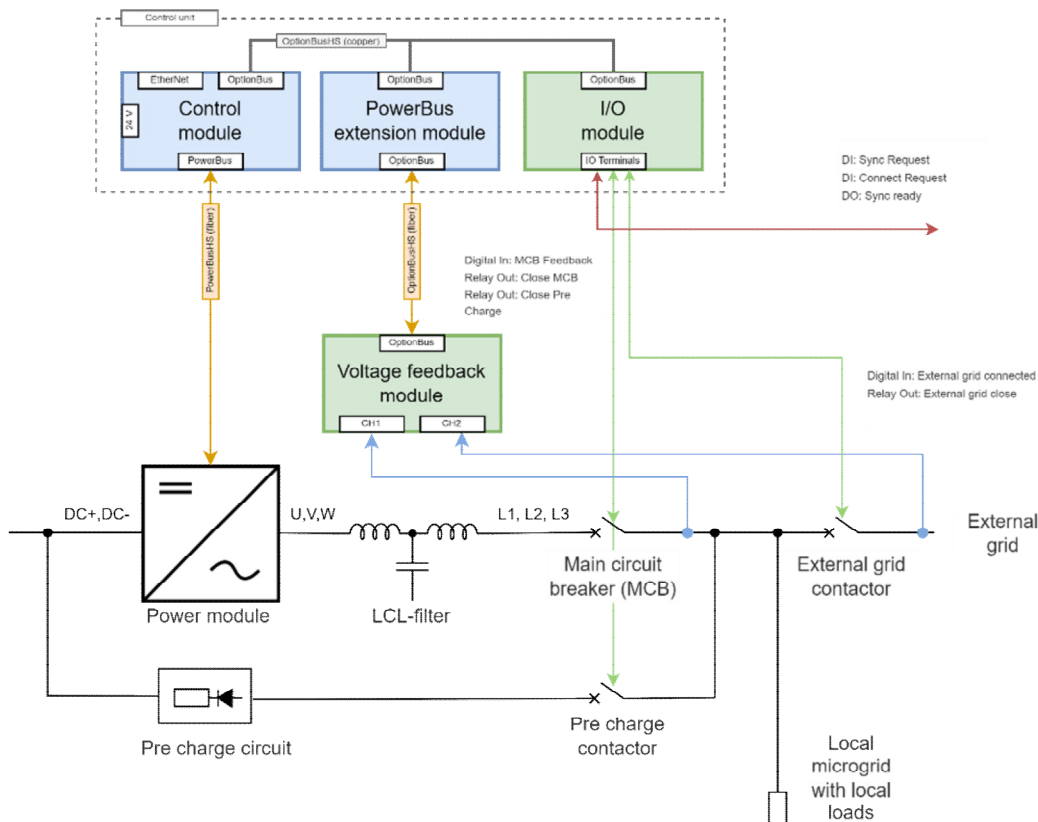 Control unit
OptionBusHS (copper)
EtherNet
OptionBus
OptionBus
OptionBus
24 V
Control
module
PowerBus
extension module
I/O
module
PowerBus
OptionBus
IO Terminals
DI: Sync Request
DI: Connect Request
DO: Sync ready
PowerBusHS (fiber)
OptionBusHS (fiber)
Digital In: MCB Feedback
Relay Out: Close MCB
Relay Out: Close Pre
Charge
OptionBus
Voltage feedback
module
CH1
CH2
Digital In: External grid connected
Relay Out: External grid close
DC+,DC-
U,V,W
L1, L2, L3
External
grid
Main circuit
breaker (MCB)
External grid
contactor
Power module
LCL-filter
Pre charge circuit
Pre charge
contactor
Local
microgrid
with local
loads